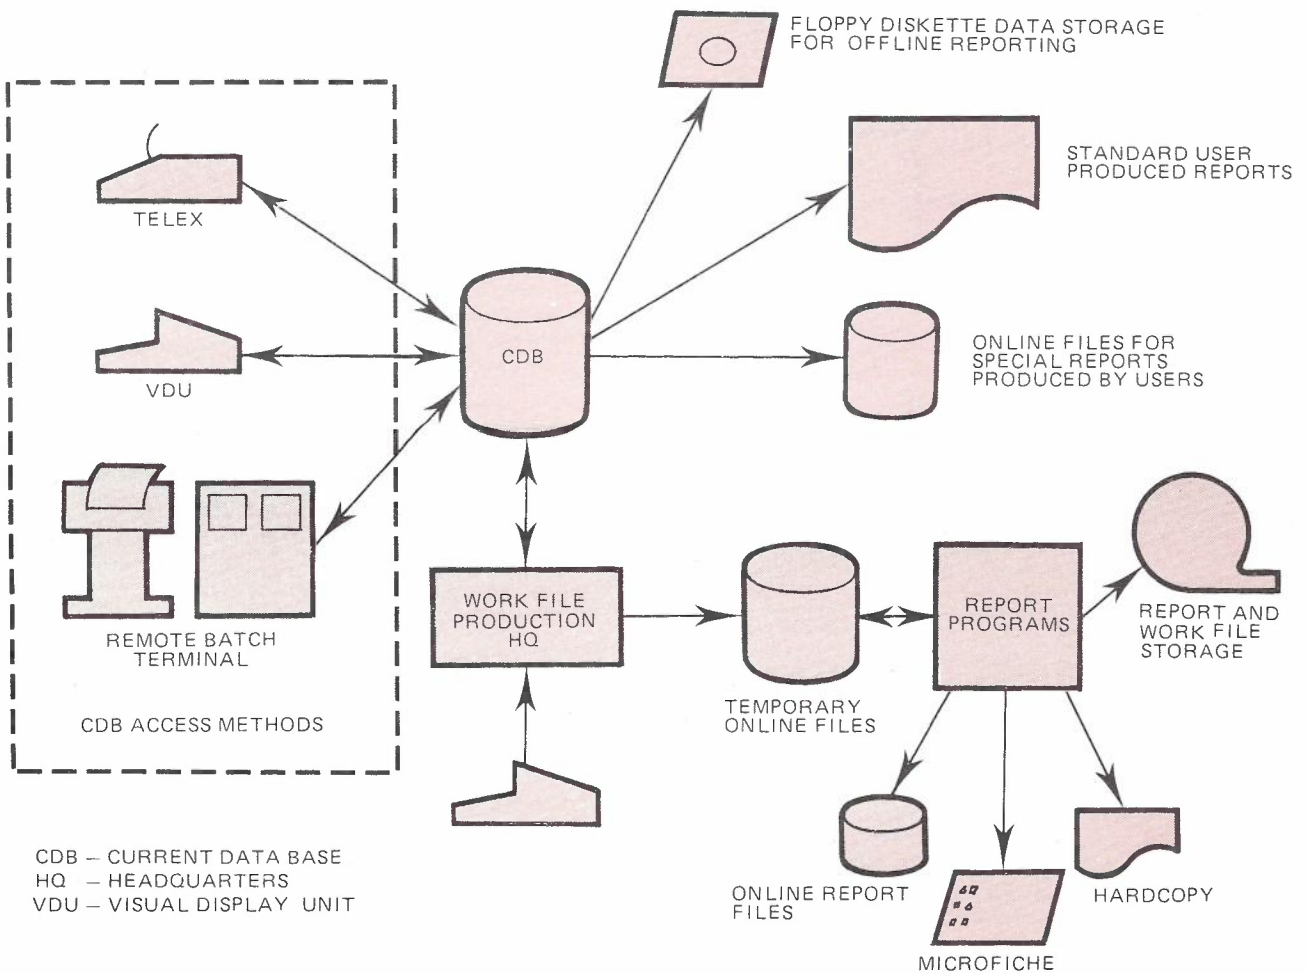 FLOPPY DISKETTE DATA STORAGE
FOR OFFLINE REPORTING
STANDARD USER
PRODUCED REPORTS
TELEX
CDB
ONLINE FILES FOR
SPECIAL REPORTS
PRODUCED BY USERS
VDU
REMOTE BATCH
TERMINAL
CDB ACCESS METHODS
WORK FILE
PRODUCTION
HQ
TEMPORARY
ONLINE FILES
REPORT
PROGRAMS
REPORT AND
WORK FILE
STORAGE
ONLINE REPORT
FILES
MICROFICHE
HARDCOPY
CDB – CURRENT DATA BASE
HQ – HEADQUARTERS
VDU – VISUAL DISPLAY UNIT